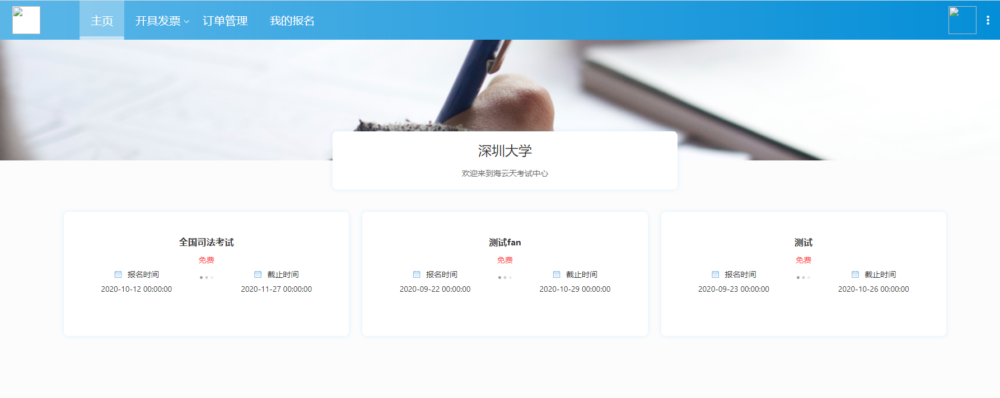 主页 开具发票 订单管理 我的报名
深圳大学
欢迎来到海云天考试中心
全国司法考试
免费
报名时间 截止时间
2020-10-12 00:00:00 2020-11-27 00:00:00
测试fan
免费
报名时间 截止时间
2020-09-22 00:00:00 2020-10-29 00:00:00
测试
免费
报名时间 截止时间
2020-09-23 00:00:00 2020-10-26 00:00:00